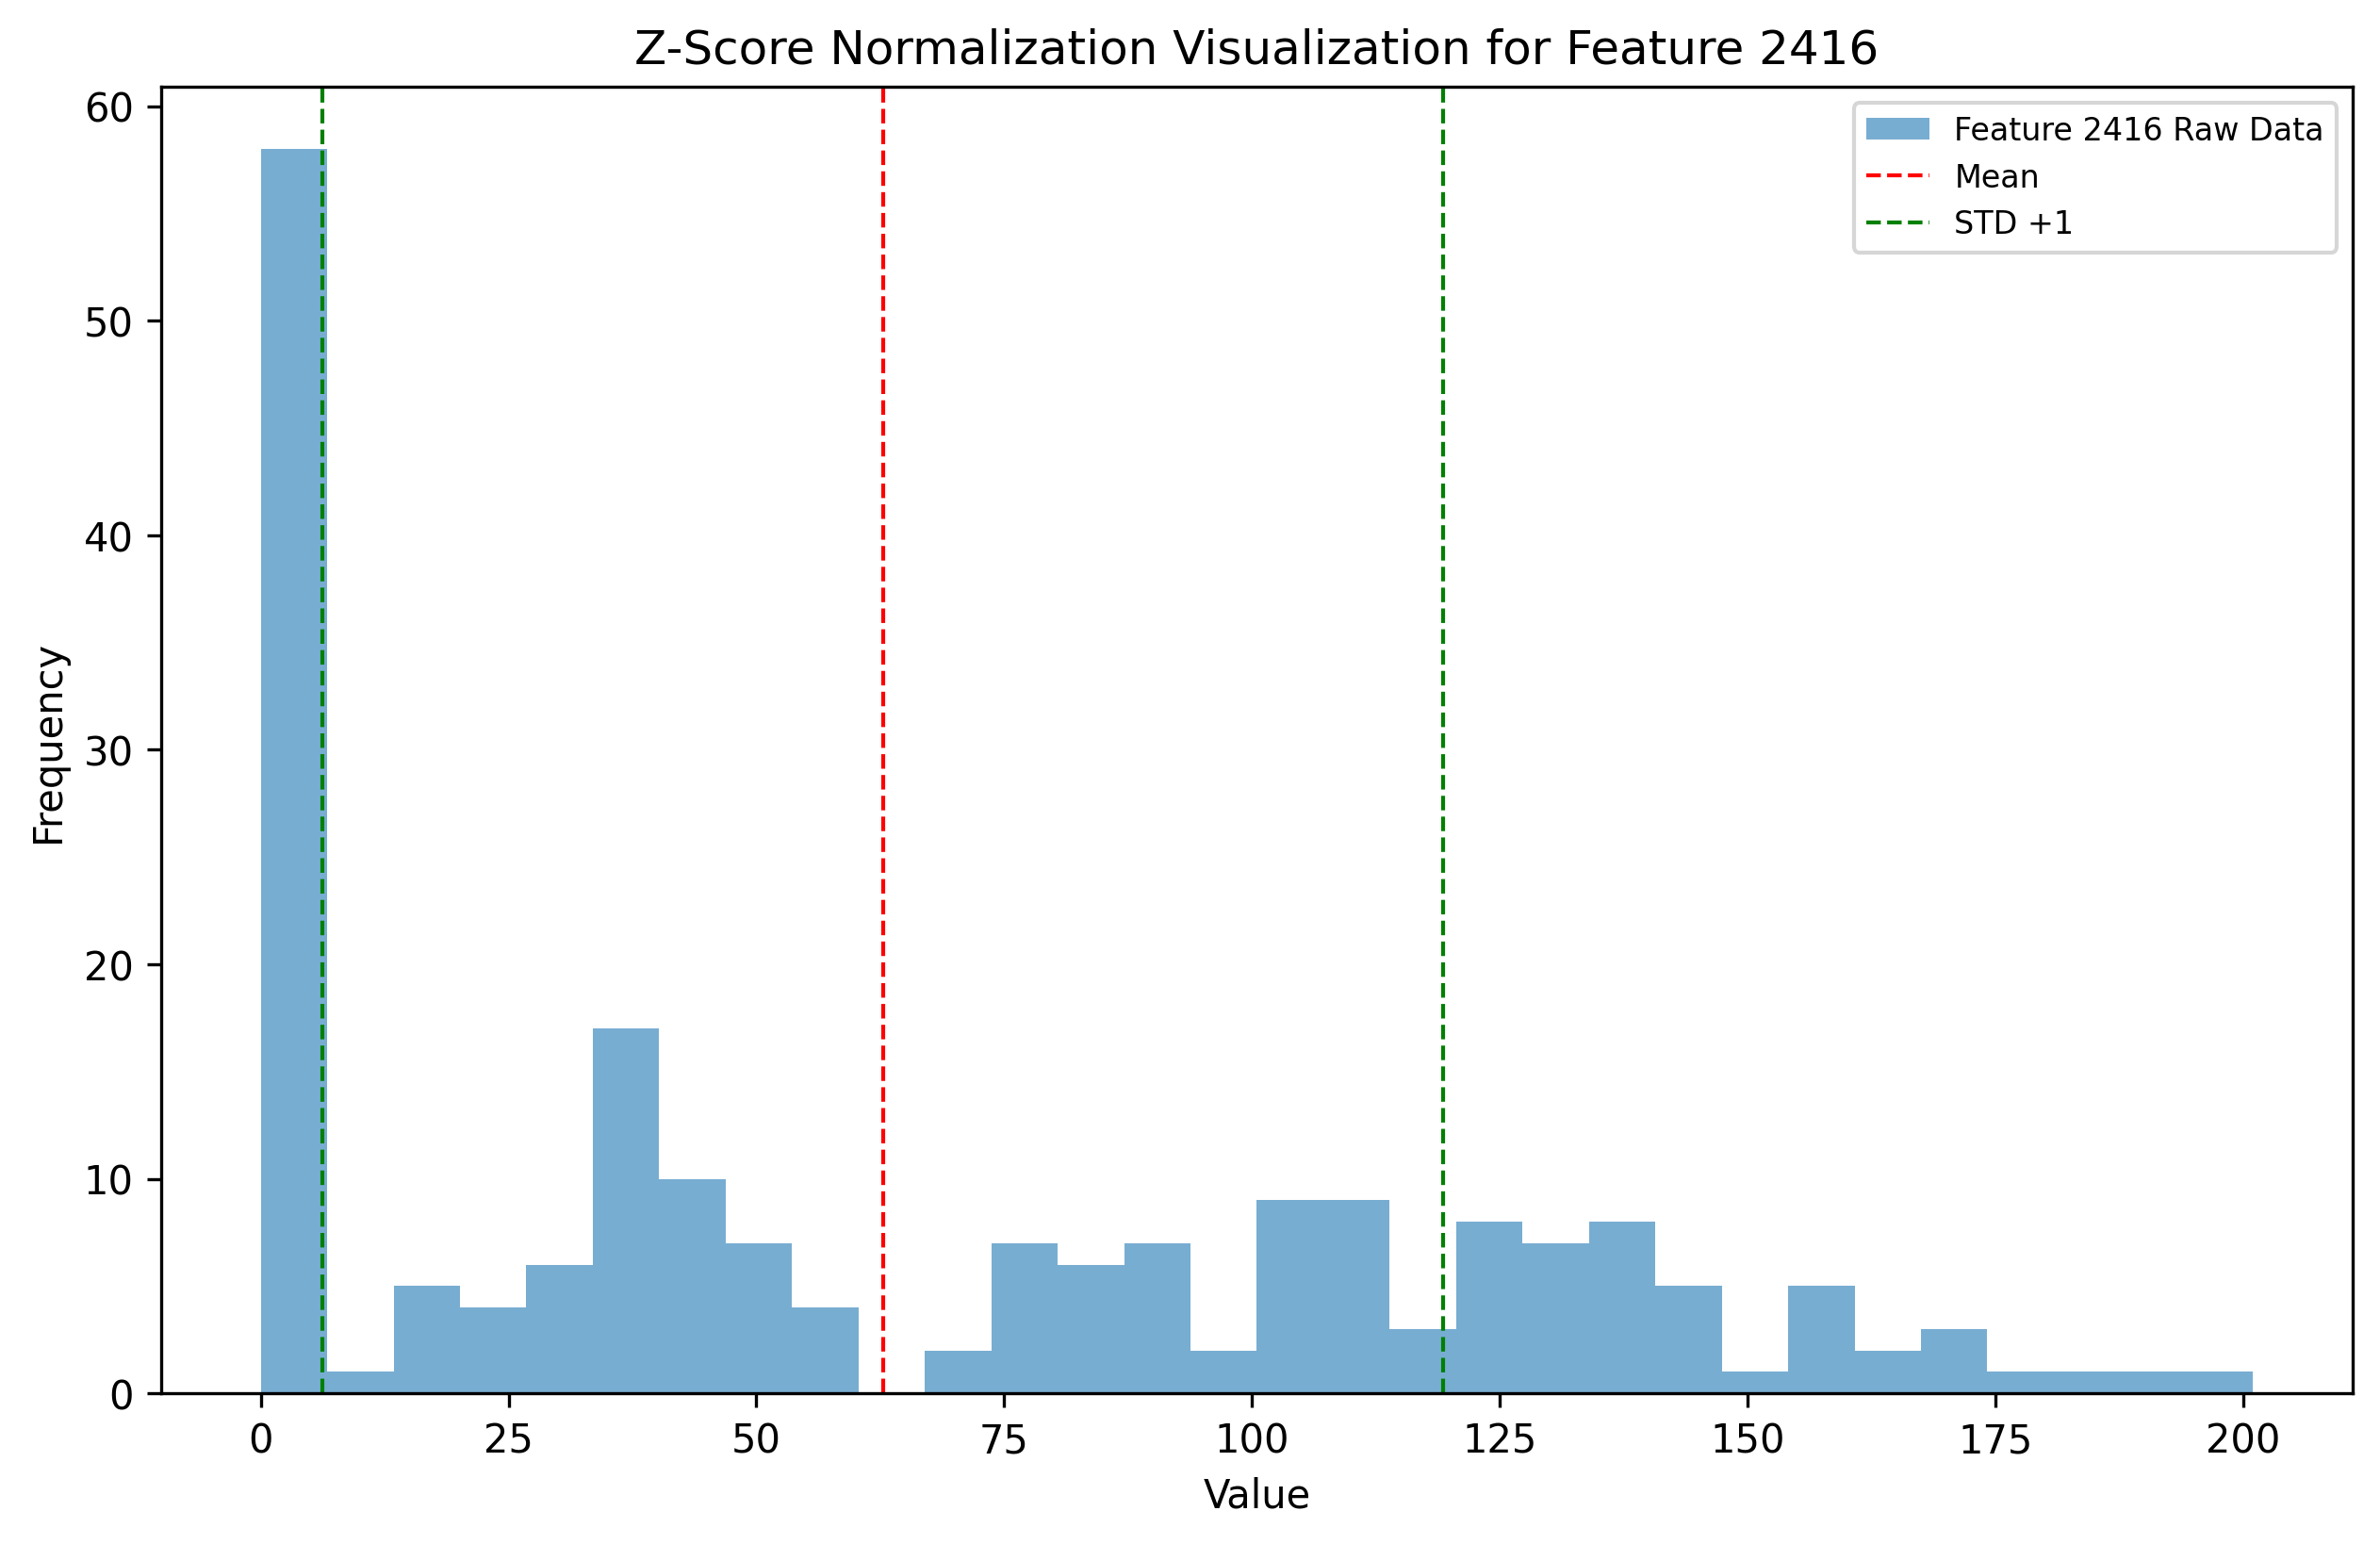 Z-Score Normalization Visualization for Feature 2416
Feature 2416 Raw Data
Mean
STD +1
60
50
40
30
20
10
0
Frequency
0 25 50 75 100 125 150 175 200
Value